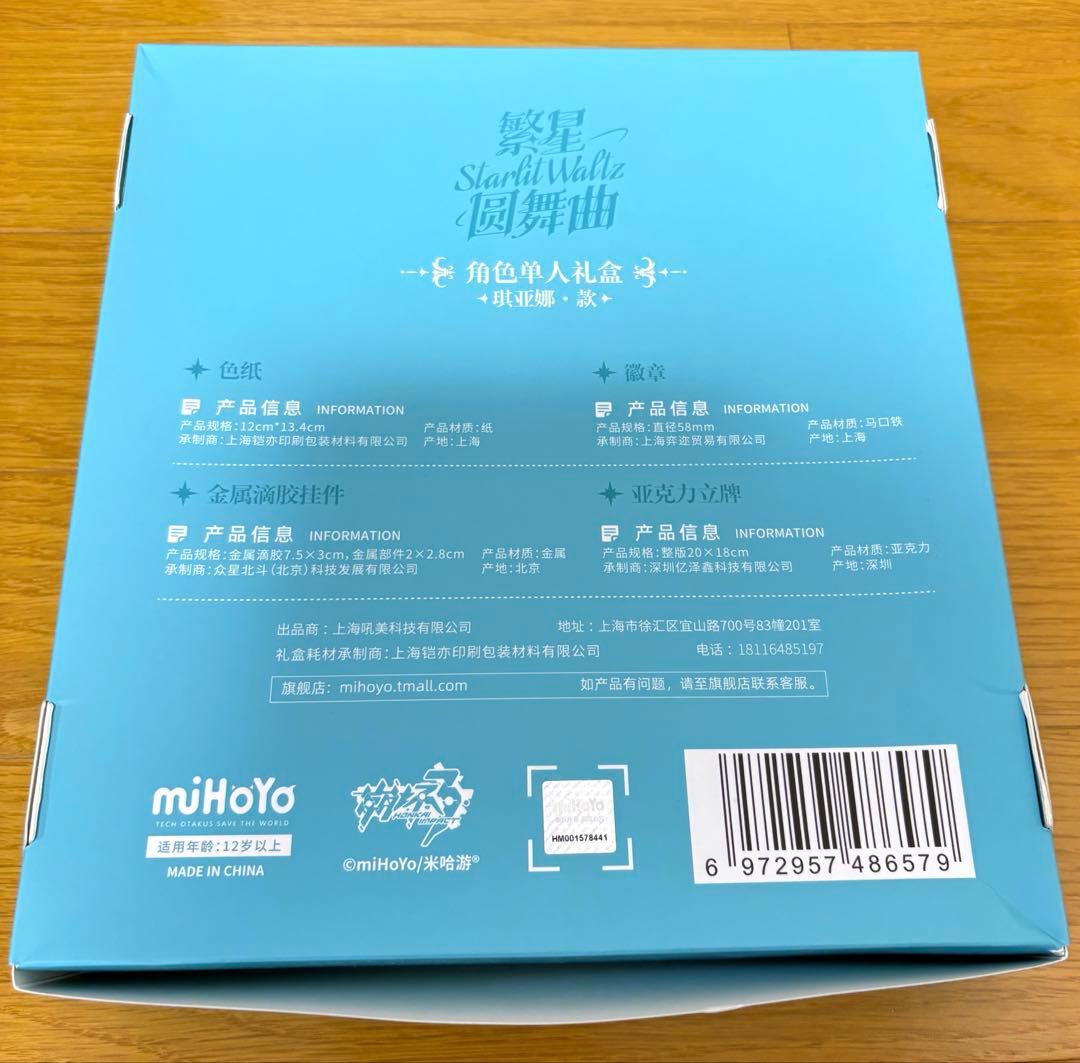 繁星
Starlit Waltz
圆舞曲
角色单人礼盒
琪亚娜·款
色纸
产品信息 INFORMATION
产品规格:12cm*13.4cm 产品材质:纸
承制商:上海铠亦印刷包装材料有限公司 产地:上海
徽章
产品信息 INFORMATION
产品规格:直径58mm 产品材质:马口铁
承制商:上海弈迩贸易有限公司 产地:上海
金属滴胶挂件
产品信息 INFORMATION
产品规格:金属滴胶7.5×3cm,金属部件2×2.8cm 产品材质:金属
承制商:众星北斗(北京)科技发展有限公司 产地:北京
亚克力立牌
产品信息 INFORMATION
产品规格:整版20×18cm 产品材质:亚克力
承制商:深圳亿泽鑫科技有限公司 产地:深圳
出品商:上海吼美科技有限公司 地址:上海市徐汇区宜山路700号83幢201室
礼盒耗材承制商:上海铠亦印刷包装材料有限公司 电话:18116485197
旗舰店:mihoyo.tmall.com 如产品有问题,请至旗舰店联系客服。
miHoYo
TECH OTAKUS SAVE THE WORLD
适用年龄:12岁以上
MADE IN CHINA
崩坏3
HONKAI IMPACT
©miHoYo/米哈游®
miHoYo
HM001578441
6 972957 486579